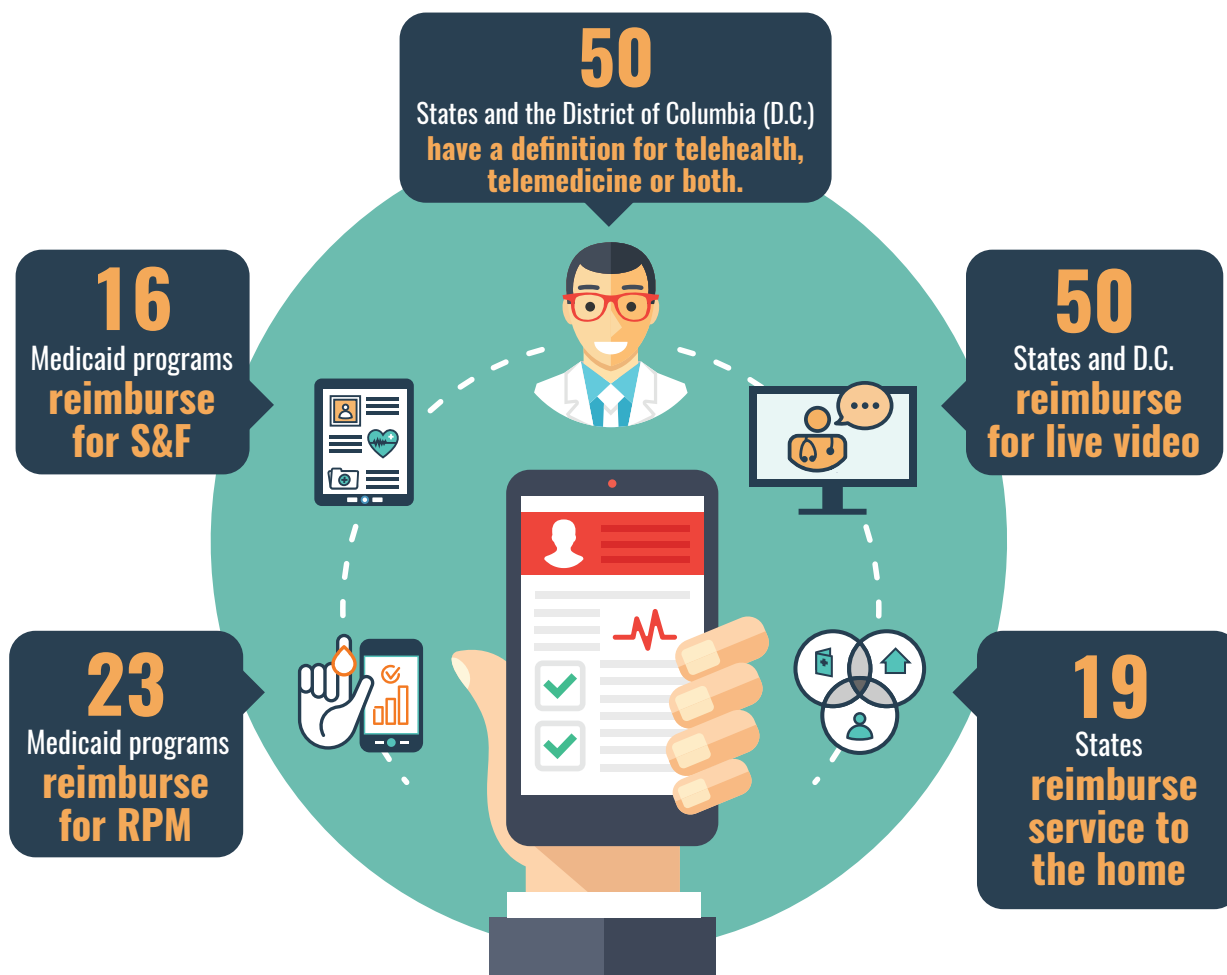 50
States and the District of Columbia (D.C.)
have a definition for telehealth,
telemedicine or both.
16
Medicaid programs
reimburse
for S&F
50
States and D.C.
reimburse
for live video
23
Medicaid programs
reimburse
for RPM
19
States
reimburse
service to
the home